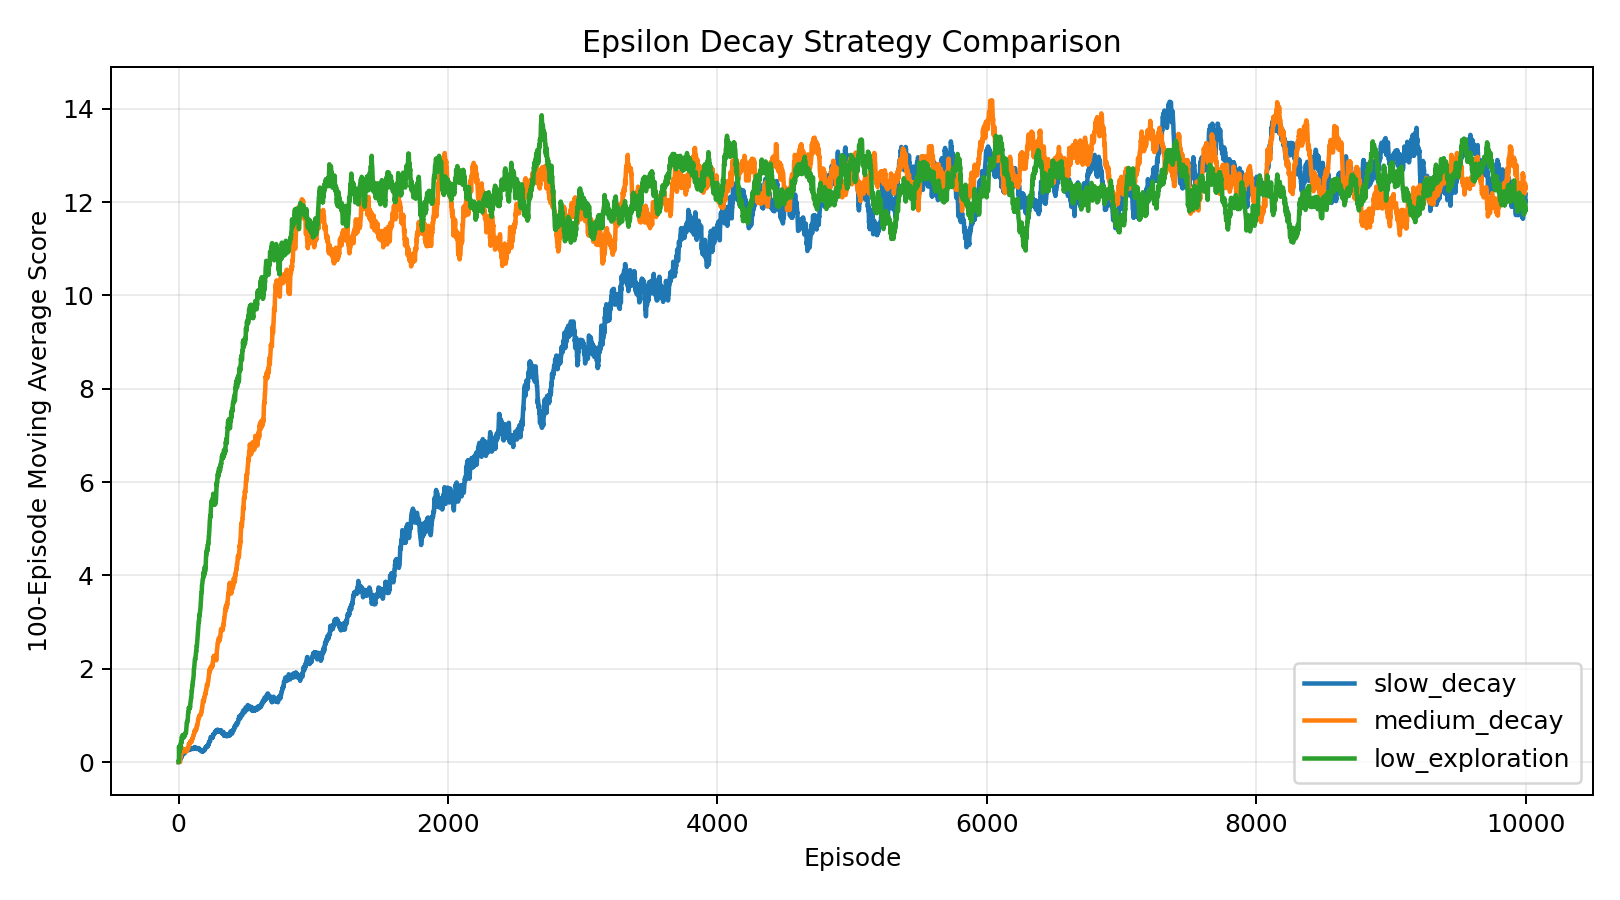 Epsilon Decay Strategy Comparison
100-Episode Moving Average Score
14
12
10
8
6
4
2
0
slow_decay
medium_decay
low_exploration
0 2000 4000 6000 8000 10000
Episode